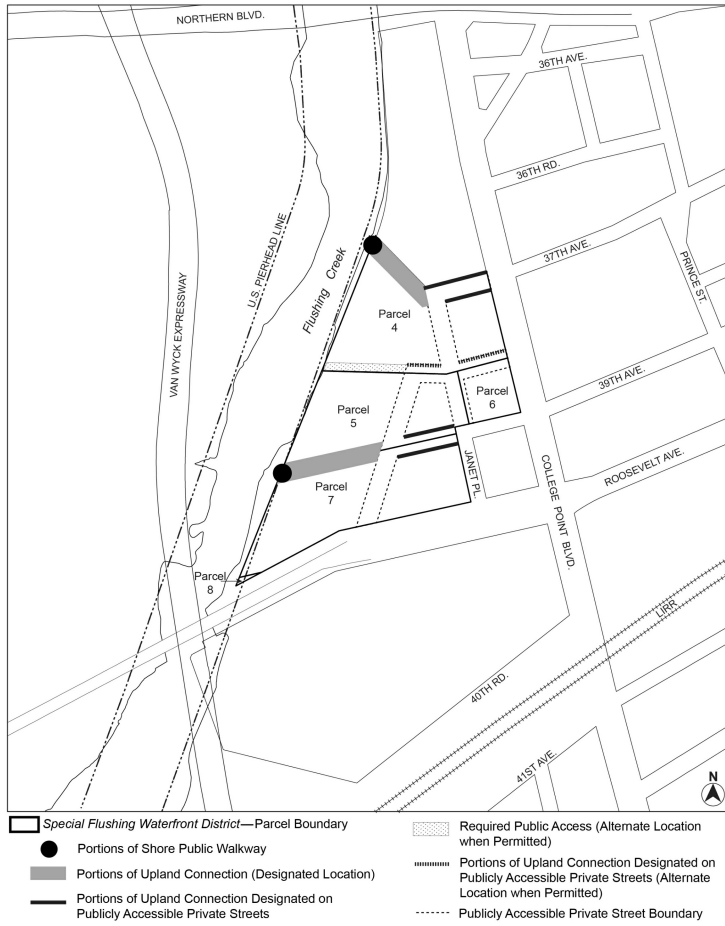 NORTHERN BLVD.
36TH AVE.
36TH RD.
37TH AVE.
PRINCE ST.
U.S. PIERHEAD LINE
VAN WYCK EXPRESSWAY
Flushing Creek
Parcel
4
39TH AVE.
Parcel
6
Parcel
5
ROOSEVELT AVE.
JANET PL.
COLLEGE POINT BLVD.
Parcel
7
Parcel
8
LIRR
40TH RD.
41ST AVE.
N
Special Flushing Waterfront District—Parcel Boundary
Portions of Shore Public Walkway
Portions of Upland Connection (Designated Location)
Portions of Upland Connection Designated on
Publicly Accessible Private Streets
Required Public Access (Alternate Location
when Permitted)
Portions of Upland Connection Designated on
Publicly Accessible Private Streets (Alternate
Location when Permitted)
Publicly Accessible Private Street Boundary